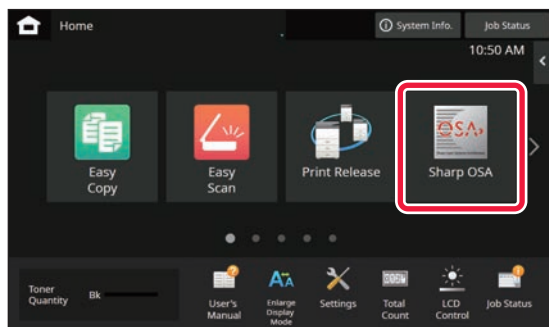 Home
System Info.
Job Status
10:50 AM
Easy
Copy
Easy
Scan
Print Release
OSA
Sharp OSA
Toner
Quantity
Bk
User's
Manual
Enlarge
Display
Mode
Settings
Total
Count
LCD
Control
Job Status